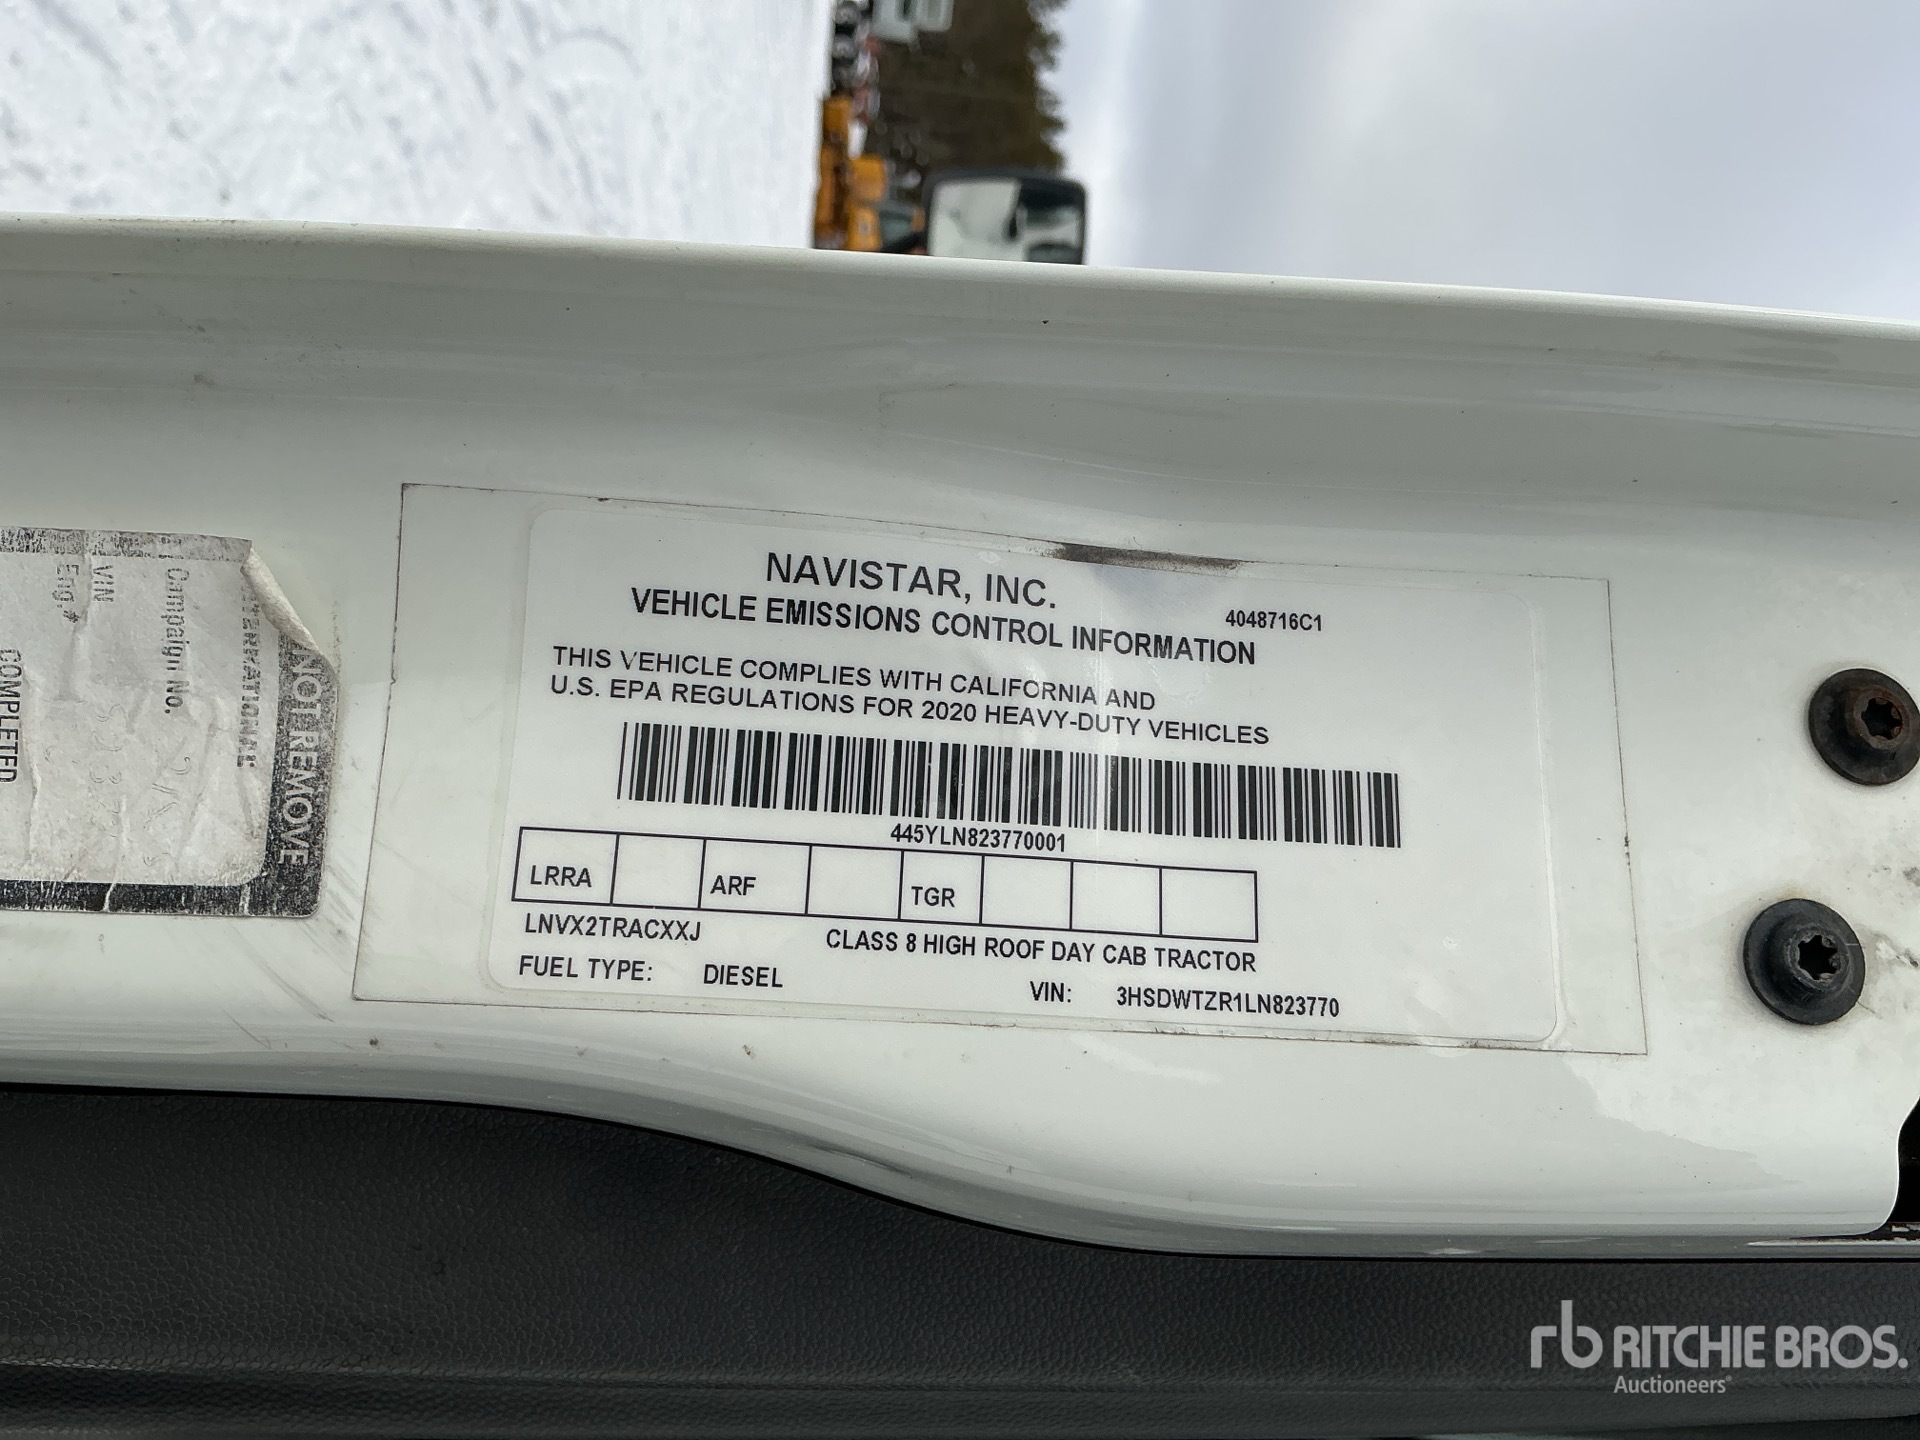 NAVISTAR, INC.
VEHICLE EMISSIONS CONTROL INFORMATION
4048716C1
THIS VEHICLE COMPLIES WITH CALIFORNIA AND
U.S. EPA REGULATIONS FOR 2020 HEAVY-DUTY VEHICLES
445YLN823770001
LRRA ARF TGR
LNVX2TRACXXJ CLASS 8 HIGH ROOF DAY CAB TRACTOR
FUEL TYPE: DIESEL VIN: 3HSDWTZR1LN823770
NOT REMOVE
Campaign No.
VIN
Eng.#
COMPLETED
rb RITCHIE BROS.
Auctioneers